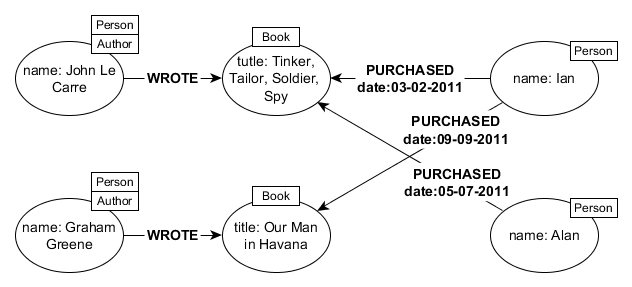 Person
Author
name: John Le
Carre
WROTE
Book
tutle: Tinker,
Tailor, Soldier,
Spy
PURCHASED
date:03-02-2011
Person
name: Ian
PURCHASED
date:09-09-2011
Person
Author
name: Graham
Greene
WROTE
Book
title: Our Man
in Havana
PURCHASED
date:05-07-2011
Person
name: Alan